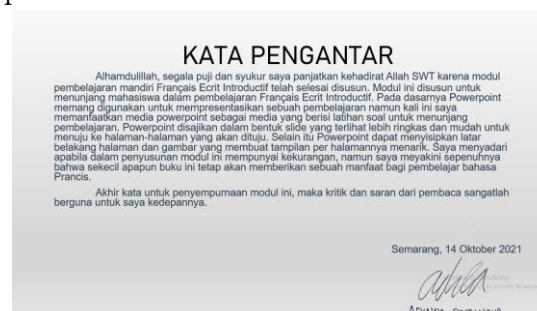 KATA PENGANTAR
Alhamdulillah, segala puji dan syukur saya panjatkan kehadirat Allah SWT karena modul
pembelajaran mandiri Français Ecrit Introductif telah selesai disusun. Modul ini disusun untuk
menunjang mahasiswa dalam pembelajaran Français Ecrit Introductif. Pada dasarnya Powerpoint
memang digunakan untuk mempresentasikan sebuah pembelajaran namun kali ini saya
memanfaatkan media powerpoint sebagai media yang berisi latihan soal untuk menunjang
pembelajaran. Powerpoint disajikan dalam bentuk slide yang terlihat lebih ringkas dan mudah untuk
menuju ke halaman-halaman yang akan dituju. Selain itu Powerpoint dapat menyisipkan latar
belakang halaman dan gambar yang membuat tampilan per halamannya menarik. Saya menyadari
apabila dalam penyusunan modul ini mempunyai kekurangan, namun saya meyakini sepenuhnya
bahwa sekecil apapun buku ini tetap akan memberikan sebuah manfaat bagi pembelajar bahasa
Prancis.
Akhir kata untuk penyempurnaan modul ini, maka kritik dan saran dari pembaca sangatlah
berguna untuk saya kedepannya.
Semarang, 14 Oktober 2021